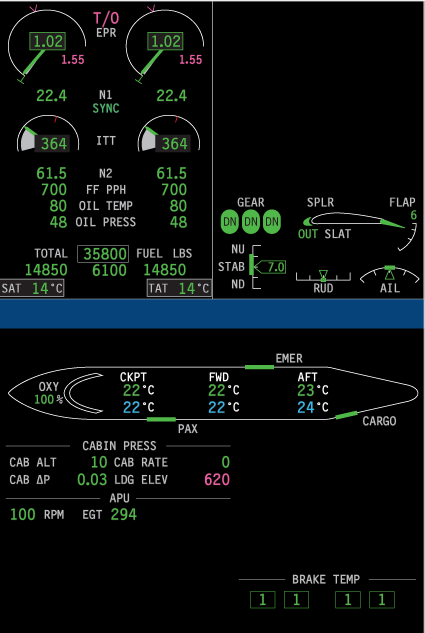 T/O
EPR
1.02 1.02
1.55 1.55
22.4 N1 22.4
SYNC
364 ITT 364
61.5 N2 61.5
700 FF PPH 700
80 OIL TEMP 80
48 OIL PRESS 48
TOTAL 35800 FUEL LBS
14850 6100 14850
SAT 14°C TAT 14°C
GEAR SPLR FLAP
6
DN DN DN
OUT SLAT
NU
STAB 7.0
ND
RUD AIL
EMER
CKPT FWD AFT
OXY 22°C 22°C 23°C
100% 22°C 22°C 24°C
CARGO
PAX
CABIN PRESS
CAB ALT 10 CAB RATE 0
CAB ΔP 0.03 LDG ELEV 620
APU
100 RPM EGT 294
BRAKE TEMP
1 1 1 1